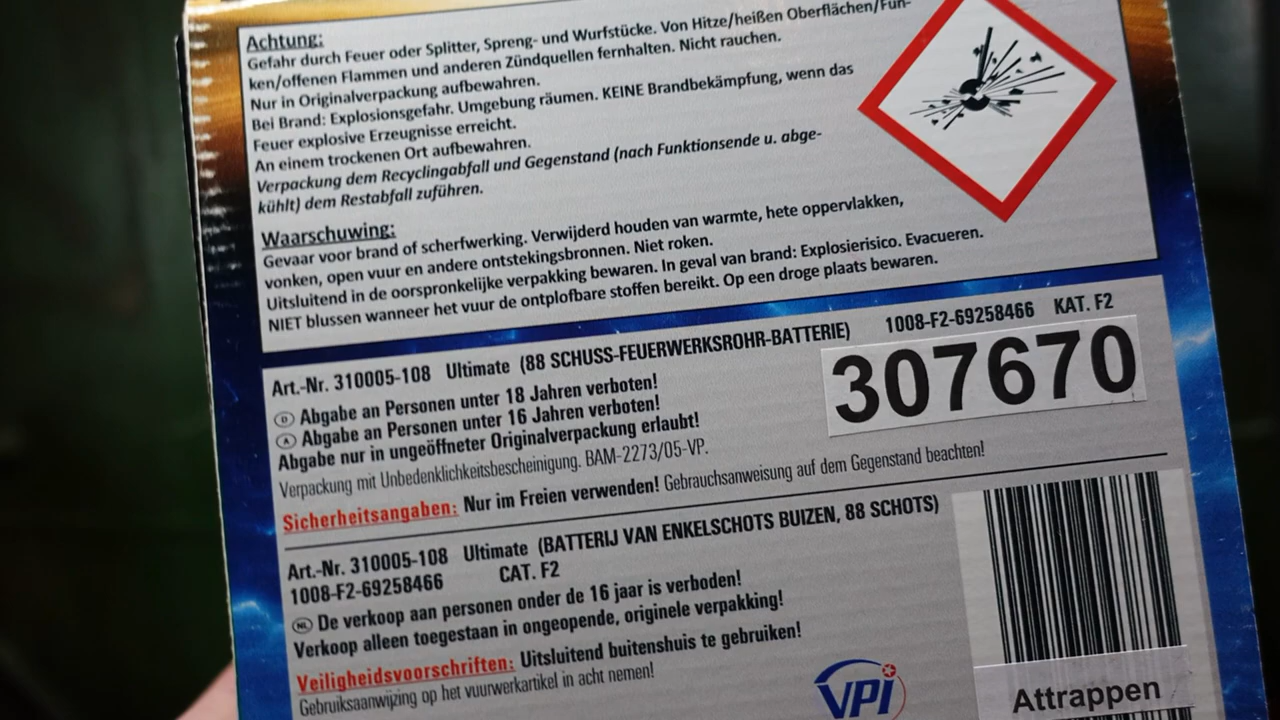 Achtung:
Gefahr durch Feuer oder Splitter, Spreng- und Wurfstücke. Von Hitze/heißen Oberflächen/Fun-
ken/offenen Flammen und anderen Zündquellen fernhalten. Nicht rauchen.
Nur in Originalverpackung aufbewahren.
Bei Brand: Explosionsgefahr. Umgebung räumen. KEINE Brandbekämpfung, wenn das
Feuer explosive Erzeugnisse erreicht.
An einem trockenen Ort aufbewahren.
Verpackung dem Recyclingabfall und Gegenstand (nach Funktionsende u. abge-
kühlt) dem Restabfall zuführen.
Waarschuwing:
Gevaar voor brand of scherfwerking. Verwijderd houden van warmte, hete oppervlakken,
vonken, open vuur en andere ontstekingsbronnen. Niet roken.
Uitsluitend in de oorspronkelijke verpakking bewaren. In geval van brand: Explosierisico. Evacueren.
NIET blussen wanneer het vuur de ontplofbare stoffen bereikt. Op een droge plaats bewaren.
Art.-Nr. 310005-108 Ultimate (88 SCHUSS-FEUERWERKSROHR-BATTERIE) 1008-F2-69258466 KAT. F2
307670
D Abgabe an Personen unter 18 Jahren verboten!
A Abgabe an Personen unter 16 Jahren verboten!
Abgabe nur in ungeöffneter Originalverpackung erlaubt!
Verpackung mit Unbedenklichkeitsbescheinigung. BAM-2273/05-VP.
Sicherheitsangaben: Nur im Freien verwenden! Gebrauchsanweisung auf dem Gegenstand beachten!
Art.-Nr. 310005-108 Ultimate (BATTERIJ VAN ENKELSCHOTS BUIZEN, 88 SCHOTS)
1008-F2-69258466 CAT. F2
NL De verkoop aan personen onder de 16 jaar is verboden!
Verkoop alleen toegestaan in ongeopende, originele verpakking!
Veiligheidsvoorschriften: Uitsluitend buitenshuis te gebruiken!
Gebruiksaanwijzing op het vuurwerkartikel in acht nemen!
VPI
Attrappen